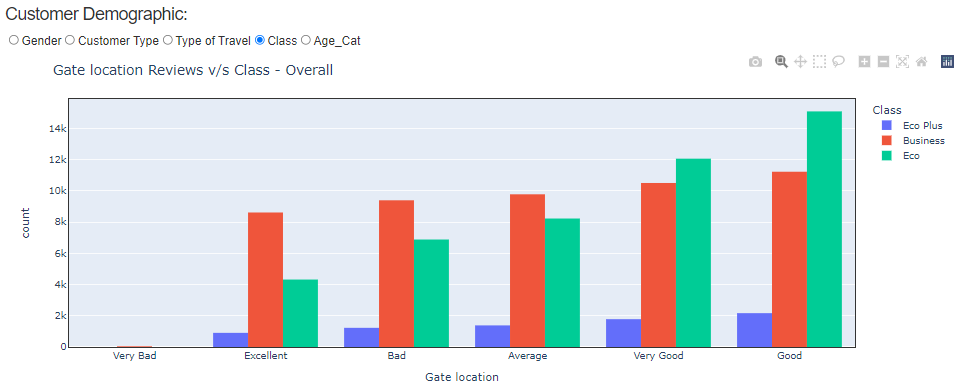 Customer Demographic:
Gender Customer Type Type of Travel Class Age_Cat
Gate location Reviews v/s Class - Overall
Class
Eco Plus
Business
Eco
count
14k
12k
10k
8k
6k
4k
2k
0
Very Bad Excellent Bad Average Very Good Good
Gate location